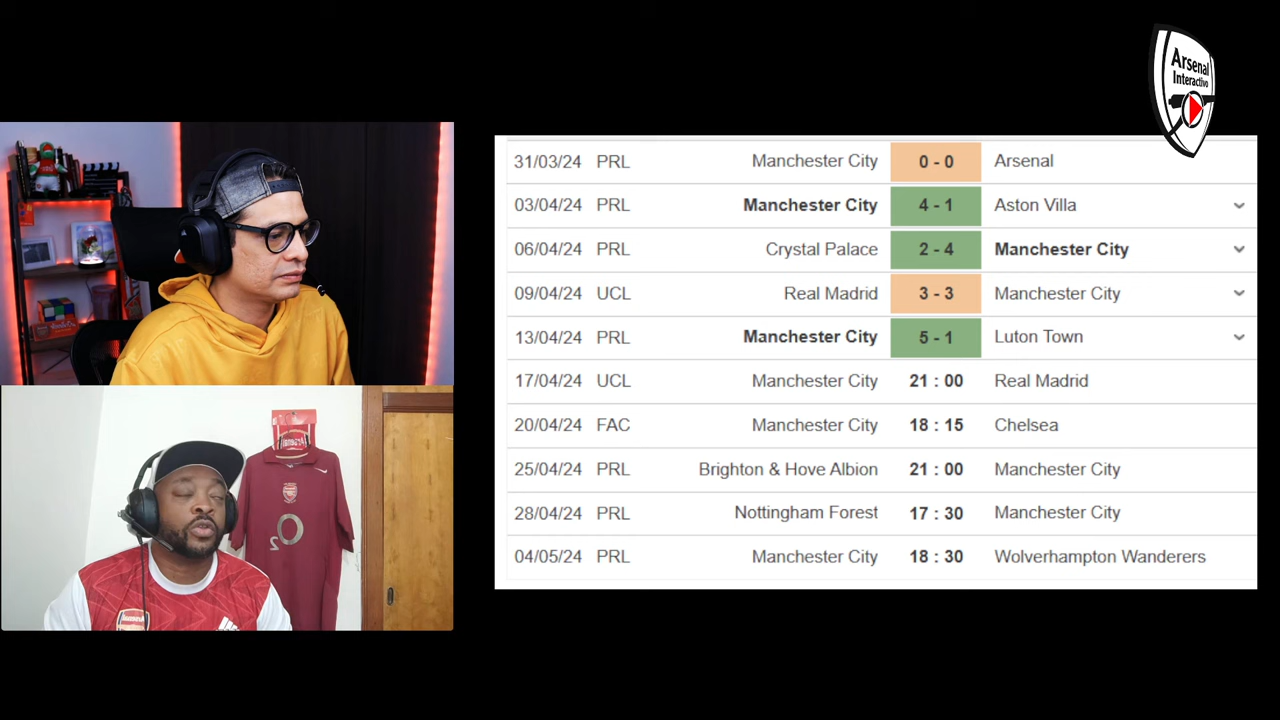 Arsenal
Interactivo
31/03/24 PRL Manchester City 0 - 0 Arsenal
03/04/24 PRL Manchester City 4 - 1 Aston Villa
06/04/24 PRL Crystal Palace 2 - 4 Manchester City
09/04/24 UCL Real Madrid 3 - 3 Manchester City
13/04/24 PRL Manchester City 5 - 1 Luton Town
17/04/24 UCL Manchester City 21 : 00 Real Madrid
20/04/24 FAC Manchester City 18 : 15 Chelsea
25/04/24 PRL Brighton & Hove Albion 21 : 00 Manchester City
28/04/24 PRL Nottingham Forest 17 : 30 Manchester City
04/05/24 PRL Manchester City 18 : 30 Wolverhampton Wanderers
O2